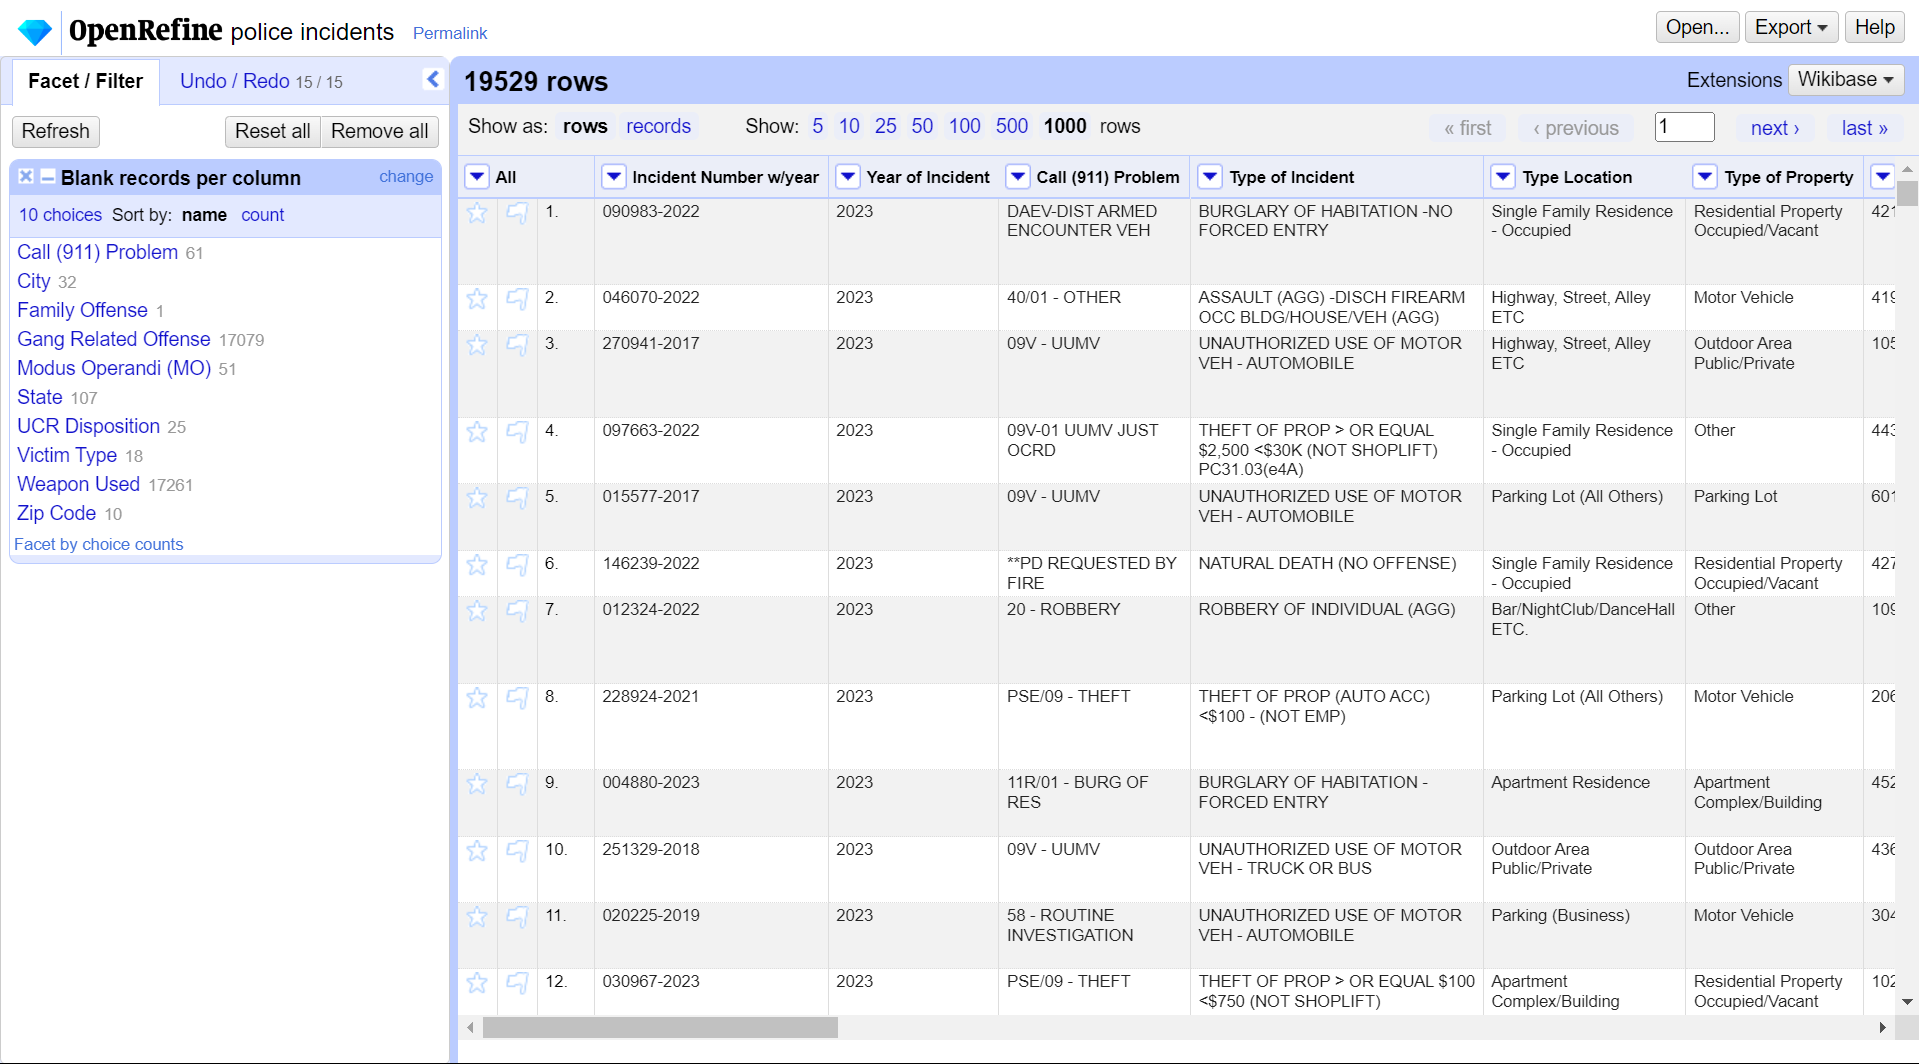 OpenRefine police incidents Permalink Open... Export Help
Facet / Filter Undo / Redo 15 / 15
19529 rows Extensions Wikibase
Refresh Reset all Remove all
Show as: rows records Show: 5 10 25 50 100 500 1000 rows « first ‹ previous 1 next › last »
Blank records per column change
10 choices Sort by: name count
Call (911) Problem 61
City 32
Family Offense 1
Gang Related Offense 17079
Modus Operandi (MO) 51
State 107
UCR Disposition 25
Victim Type 18
Weapon Used 17261
Zip Code 10
Facet by choice counts
All Incident Number w/year Year of Incident Call (911) Problem Type of Incident Type Location Type of Property
1. 090983-2022 2023 DAEV-DIST ARMED BURGLARY OF HABITATION -NO Single Family Residence Residential Property 421
ENCOUNTER VEH FORCED ENTRY - Occupied Occupied/Vacant
2. 046070-2022 2023 40/01 - OTHER ASSAULT (AGG) -DISCH FIREARM Highway, Street, Alley Motor Vehicle 419
OCC BLDG/HOUSE/VEH (AGG) ETC
3. 270941-2017 2023 09V - UUMV UNAUTHORIZED USE OF MOTOR Highway, Street, Alley Outdoor Area 105
VEH - AUTOMOBILE ETC Public/Private
4. 097663-2022 2023 09V-01 UUMV JUST THEFT OF PROP > OR EQUAL Single Family Residence Other 443
OCRD $2,500 <$30K (NOT SHOPLIFT) - Occupied
PC31.03(e4A)
5. 015577-2017 2023 09V - UUMV UNAUTHORIZED USE OF MOTOR Parking Lot (All Others) Parking Lot 601
VEH - AUTOMOBILE
6. 146239-2022 2023 **PD REQUESTED BY NATURAL DEATH (NO OFFENSE) Single Family Residence Residential Property 427
FIRE - Occupied Occupied/Vacant
7. 012324-2022 2023 20 - ROBBERY ROBBERY OF INDIVIDUAL (AGG) Bar/NightClub/DanceHall Other 109
ETC.
8. 228924-2021 2023 PSE/09 - THEFT THEFT OF PROP (AUTO ACC) Parking Lot (All Others) Motor Vehicle 206
<$100 - (NOT EMP)
9. 004880-2023 2023 11R/01 - BURG OF BURGLARY OF HABITATION - Apartment Residence Apartment 452
RES FORCED ENTRY Complex/Building
10. 251329-2018 2023 09V - UUMV UNAUTHORIZED USE OF MOTOR Outdoor Area Outdoor Area 436
VEH - TRUCK OR BUS Public/Private Public/Private
11. 020225-2019 2023 58 - ROUTINE UNAUTHORIZED USE OF MOTOR Parking (Business) Motor Vehicle 304
INVESTIGATION VEH - AUTOMOBILE
12. 030967-2023 2023 PSE/09 - THEFT THEFT OF PROP > OR EQUAL $100 Apartment Residential Property 102
<$750 (NOT SHOPLIFT) Complex/Building Occupied/Vacant